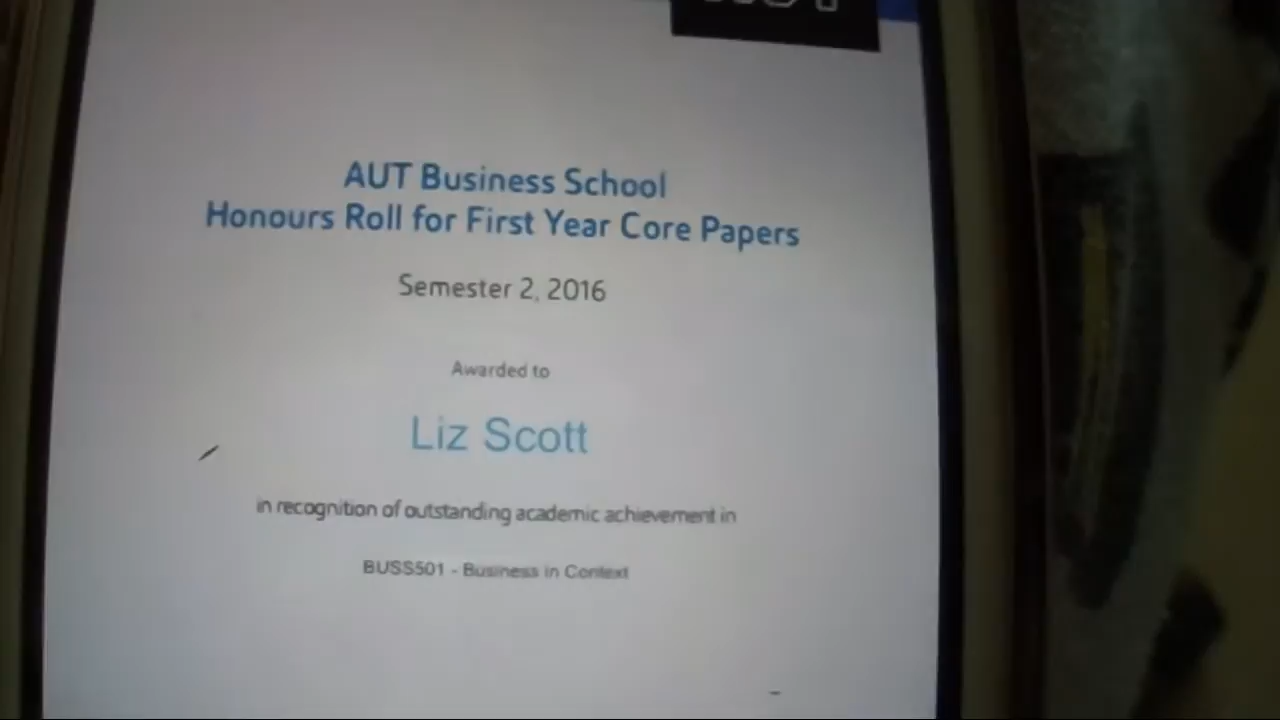 AUT Business School
Honours Roll for First Year Core Papers
Semester 2, 2016
Awarded to
Liz Scott
in recognition of outstanding academic achievement in
BUSS501 - Business in Context